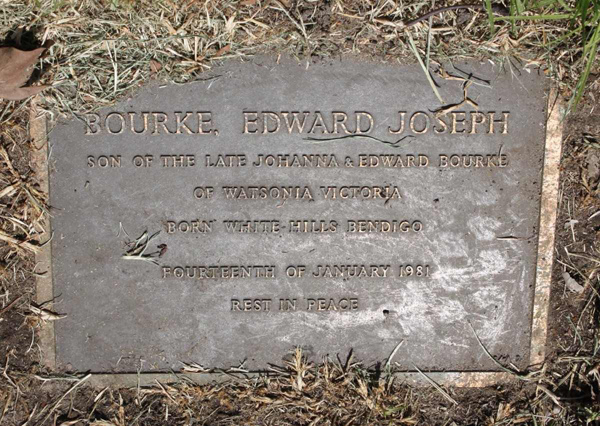 BOURKE, EDWARD JOSEPH
SON OF THE LATE JOHANNA & EDWARD BOURKE
OF WATSONIA VICTORIA
BORN WHITE-HILLS BENDIGO
FOURTEENTH OF JANUARY 1981
REST IN PEACE